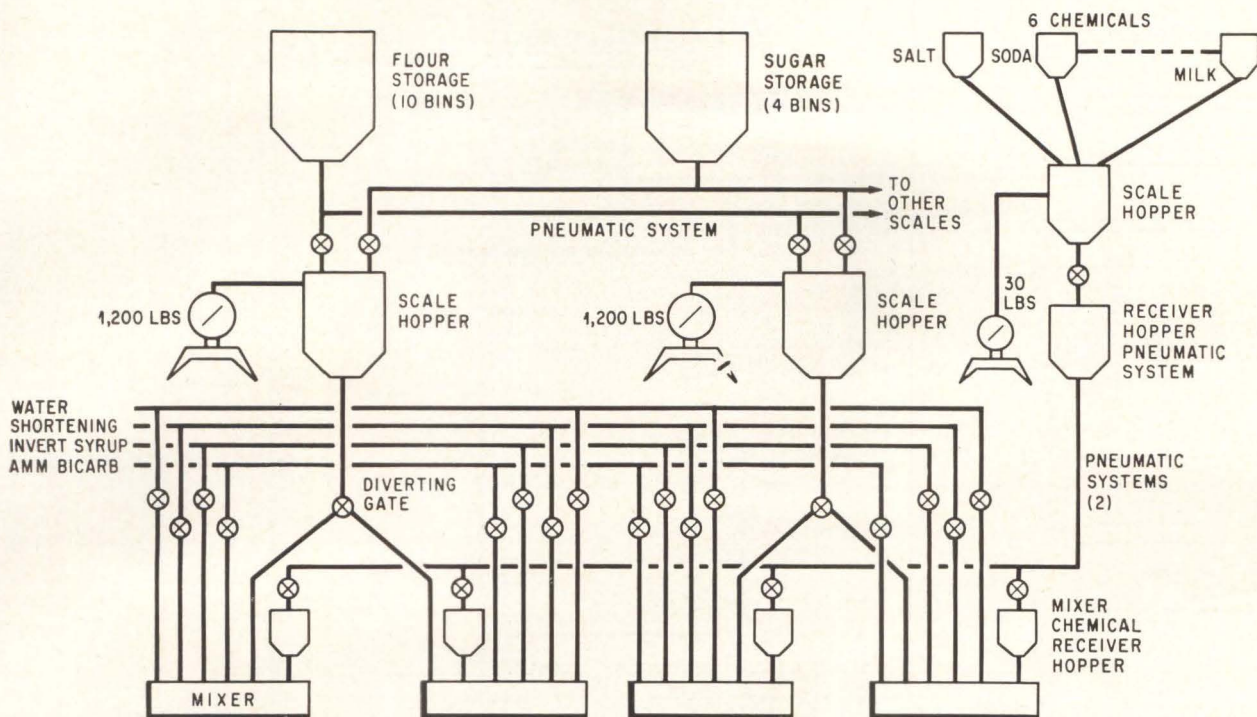 FLOUR
STORAGE
(10 BINS)
SUGAR
STORAGE
(4 BINS)
6 CHEMICALS
SALT
SODA
MILK
SCALE
HOPPER
TO
OTHER
SCALES
PNEUMATIC SYSTEM
1,200 LBS
SCALE
HOPPER
1,200 LBS
SCALE
HOPPER
30
LBS
RECEIVER
HOPPER
PNEUMATIC
SYSTEM
WATER
SHORTENING
INVERT SYRUP
AMM BICARB
DIVERTING
GATE
PNEUMATIC
SYSTEMS
(2)
MIXER
CHEMICAL
RECEIVER
HOPPER
MIXER